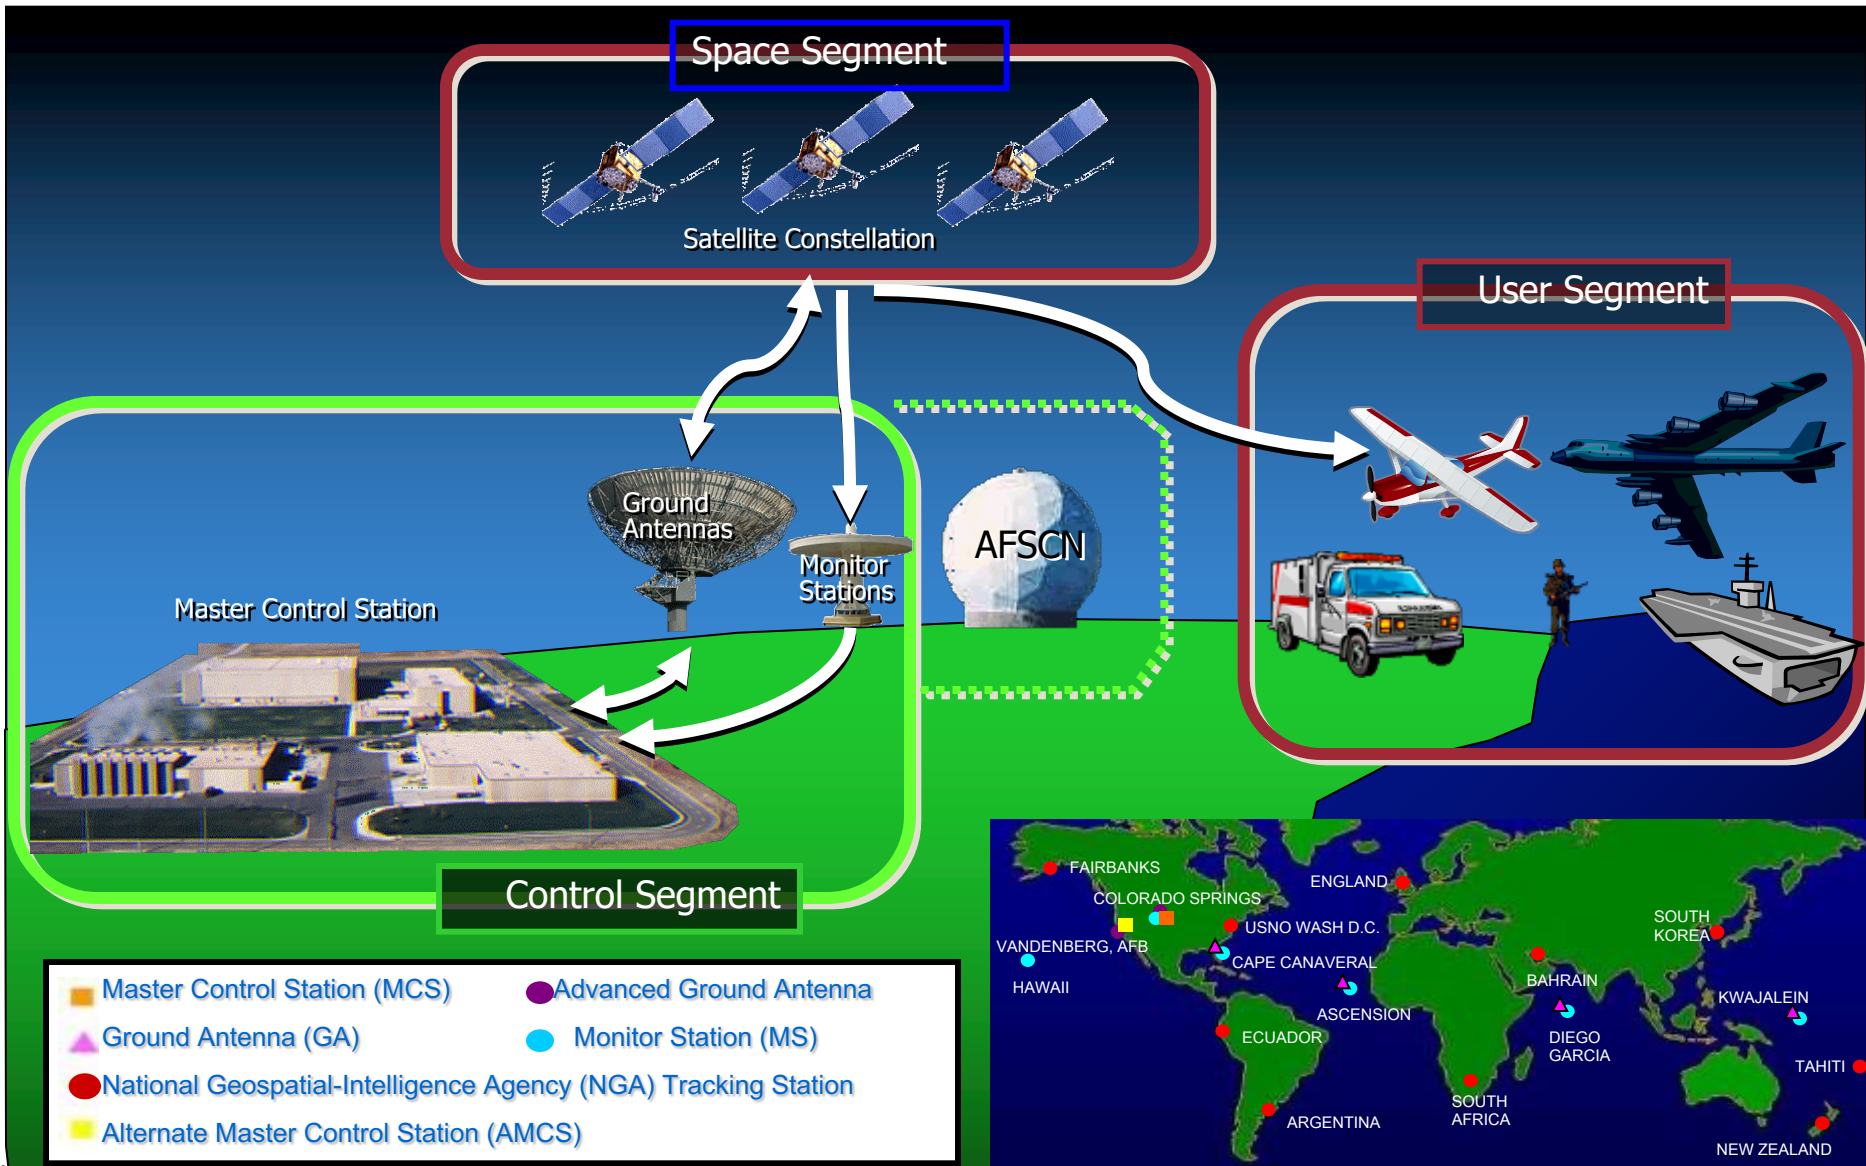 Space Segment
Satellite Constellation
User Segment
Ground
Antennas
AFSCN
Monitor
Stations
Master Control Station
Control Segment
Master Control Station (MCS)
Advanced Ground Antenna
Ground Antenna (GA)
Monitor Station (MS)
National Geospatial-Intelligence Agency (NGA) Tracking Station
Alternate Master Control Station (AMCS)
FAIRBANKS
ENGLAND
COLORADO SPRINGS
USNO WASH D.C.
SOUTH
KOREA
VANDENBERG, AFB
CAPE CANAVERAL
HAWAII
BAHRAIN
KWAJALEIN
ASCENSION
ECUADOR
DIEGO
GARCIA
TAHITI
SOUTH
AFRICA
ARGENTINA
NEW ZEALAND